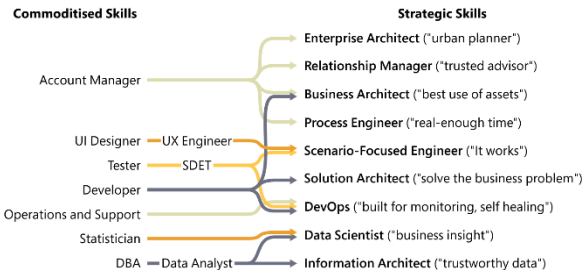 Commoditised Skills
Strategic Skills
Enterprise Architect ("urban planner")
Relationship Manager ("trusted advisor")
Account Manager
Business Architect ("best use of assets")
Process Engineer ("real-enough time")
UI Designer UX Engineer
Scenario-Focused Engineer ("It works")
Tester SDET
Solution Architect ("solve the business problem")
Developer
DevOps ("built for monitoring, self healing")
Operations and Support
Data Scientist ("business insight")
Statistician
DBA Data Analyst
Information Architect ("trustworthy data")